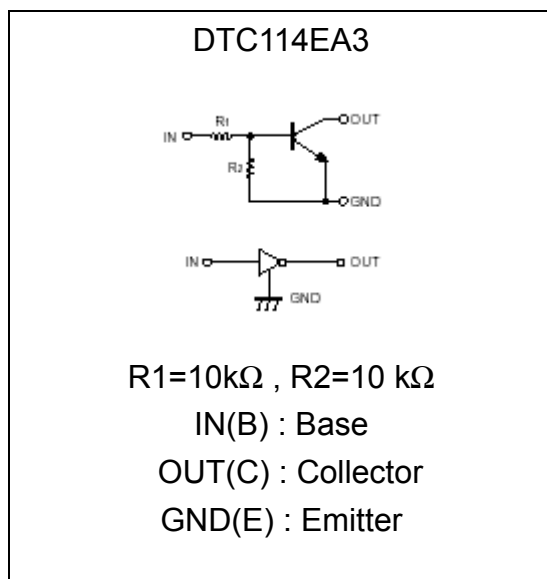 DTC114EA3
R1
OUT
IN
R2
GND
IN
OUT
GND
R1=10kΩ , R2=10 kΩ
IN(B) : Base
OUT(C) : Collector
GND(E) : Emitter